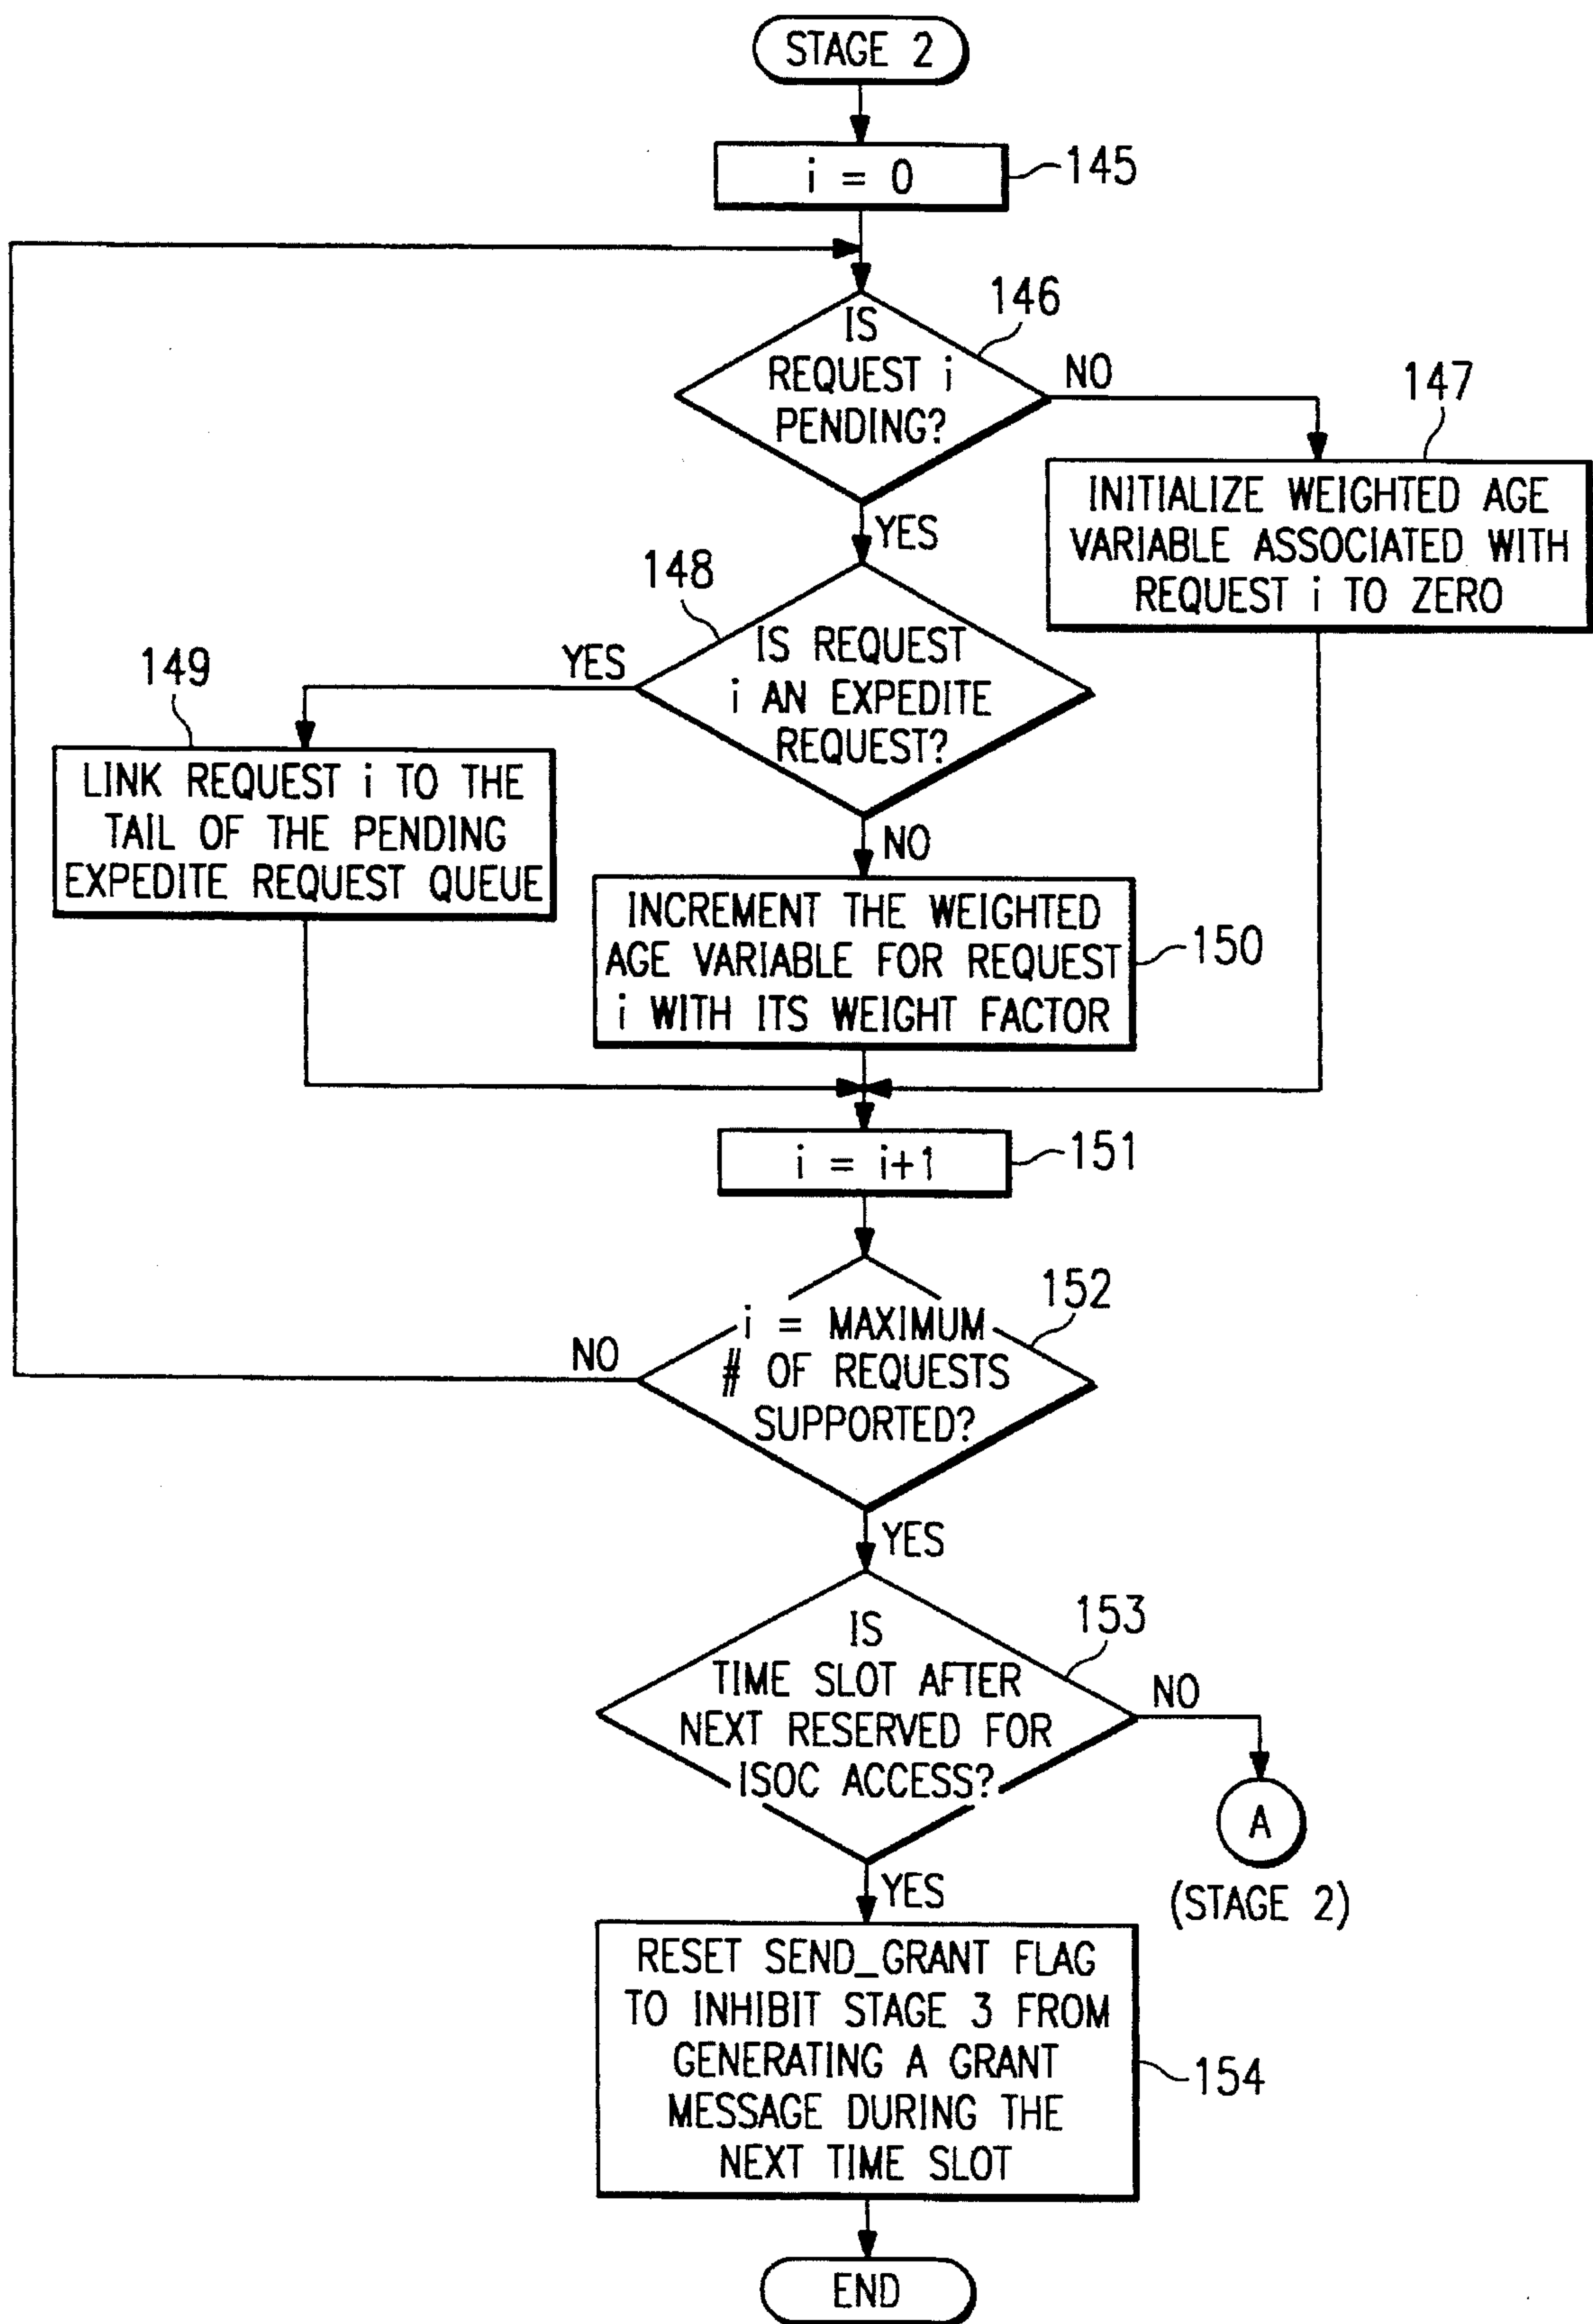 STAGE 2
i = 0
145
IS
REQUEST i
PENDING?
146
NO
147
INITIALIZE WEIGHTED AGE
VARIABLE ASSOCIATED WITH
REQUEST i TO ZERO
YES
148
IS REQUEST
i AN EXPEDITE
REQUEST?
YES
149
LINK REQUEST i TO THE
TAIL OF THE PENDING
EXPEDITE REQUEST QUEUE
NO
INCREMENT THE WEIGHTED
AGE VARIABLE FOR REQUEST
i WITH ITS WEIGHT FACTOR
150
i = i+1
151
i = MAXIMUM
# OF REQUESTS
SUPPORTED?
152
NO
YES
IS
TIME SLOT AFTER
NEXT RESERVED FOR
ISOC ACCESS?
153
NO
A
(STAGE 2)
YES
RESET SEND_GRANT FLAG
TO INHIBIT STAGE 3 FROM
GENERATING A GRANT
MESSAGE DURING THE
NEXT TIME SLOT
154
END